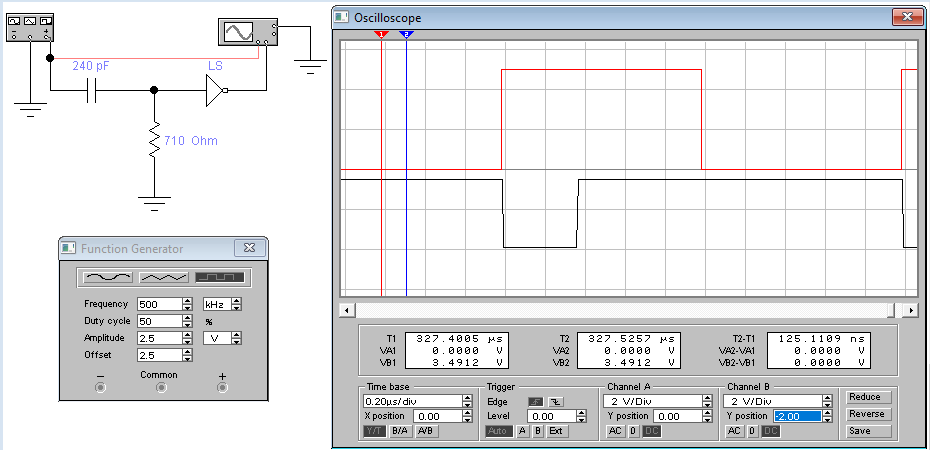 Oscilloscope
240 pF
LS
710 Ohm
1
2
Function Generator
Frequency 500 kHz
Duty cycle 50 %
Amplitude 2.5 V
Offset 2.5
− Common +
T1 327.4005 µs
VA1 0.0000 V
VB1 3.4912 V
T2 327.5257 µs
VA2 0.0000 V
VB2 3.4912 V
T2-T1 125.1109 ns
VA2-VA1 0.0000 V
VB2-VB1 0.0000 V
Time base
0.20µs/div
X position 0.00
Y/T B/A A/B
Trigger
Edge
Level 0.00
Auto A B Ext
Channel A
2 V/Div
Y position 0.00
AC 0 DC
Channel B
2 V/Div
Y position -2.00
AC 0 DC
Reduce
Reverse
Save